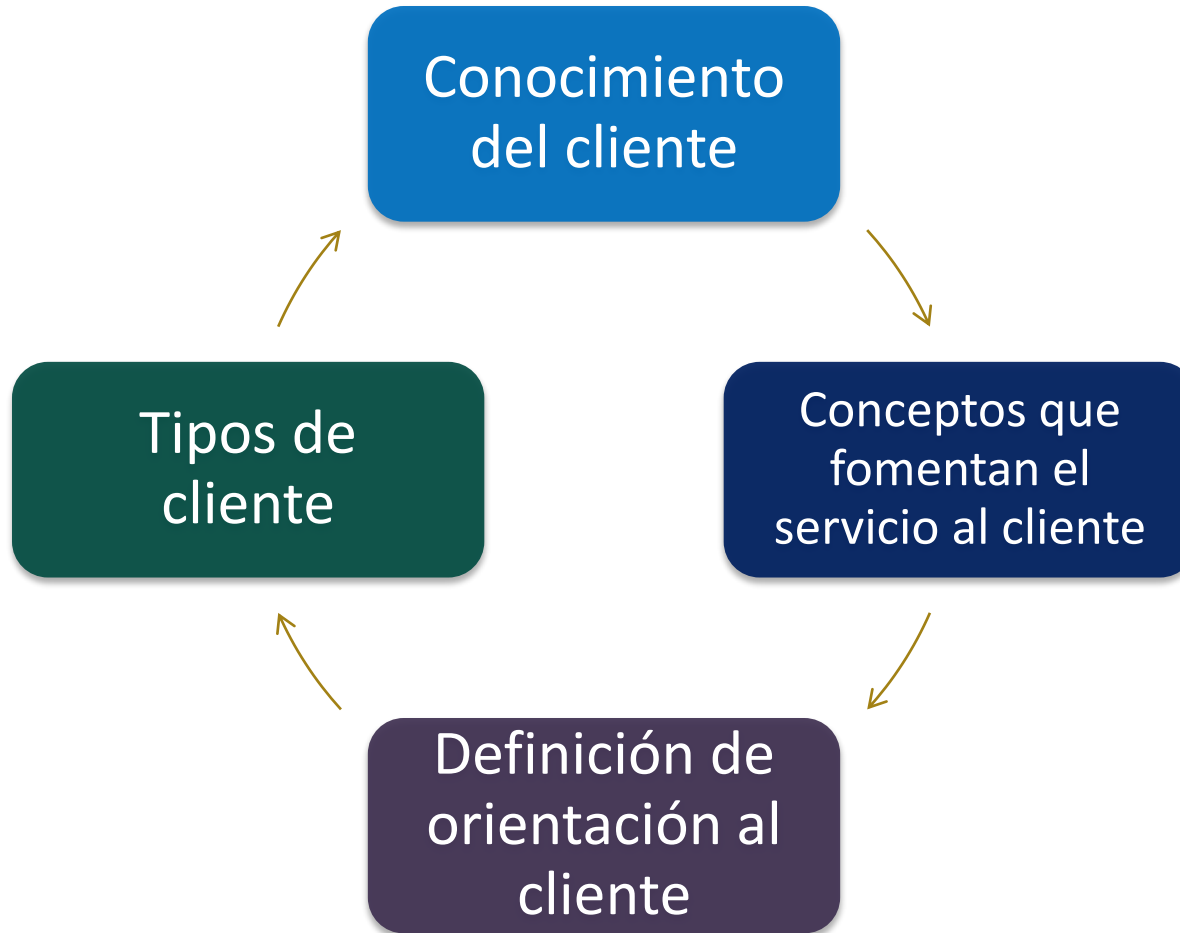 Conocimiento
del cliente
Conceptos que
fomentan el
servicio al cliente
Definición de
orientación al
cliente
Tipos de
cliente